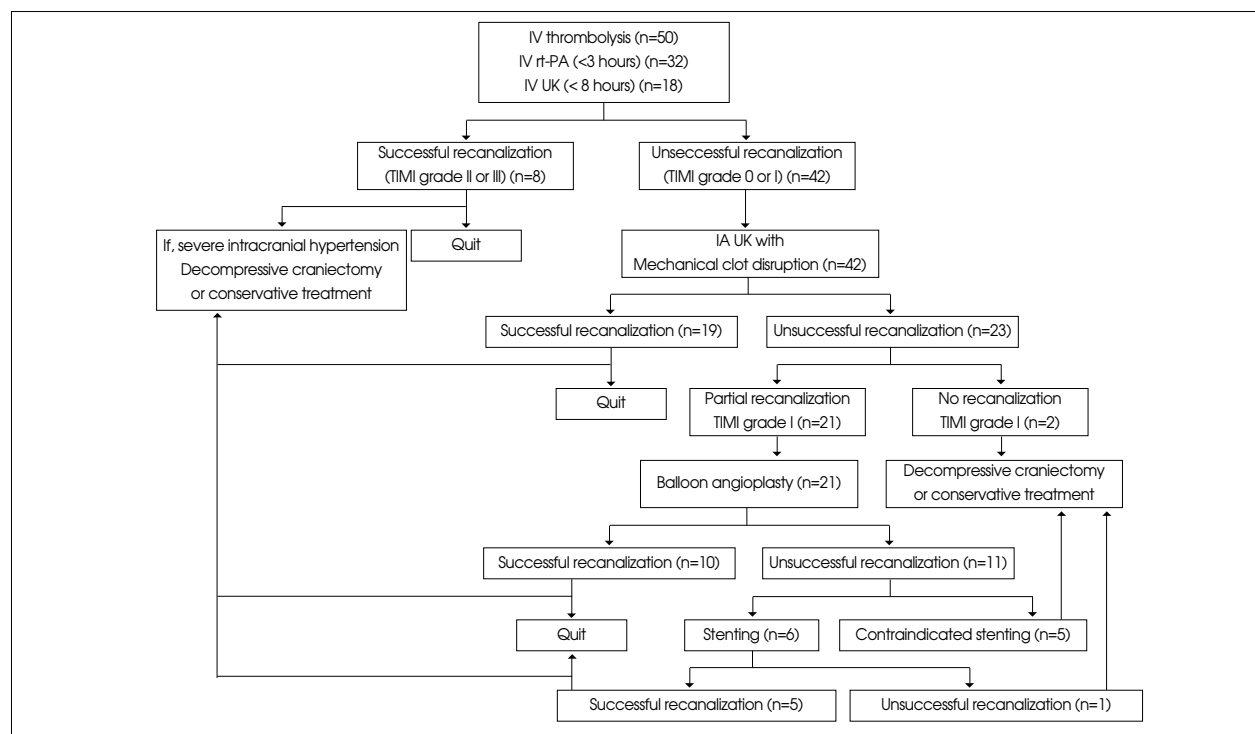 IV thrombolysis (n=50)
IV rt-PA (<3 hours) (n=32)
IV UK (< 8 hours) (n=18)
Successful recanalization
(TIMI grade II or III) (n=8)
Unseccessful recanalization
(TIMI grade 0 or I) (n=42)
If, severe intracranial hypertension
Decompressive craniectomy
or conservative treatment
Quit
IA UK with
Mechanical clot disruption (n=42)
Successful recanalization (n=19)
Unsuccessful recanalization (n=23)
Quit
Partial recanalization
TIMI grade I (n=21)
No recanalization
TIMI grade I (n=2)
Balloon angioplasty (n=21)
Decompressive craniectomy
or conservative treatment
Successful recanalization (n=10)
Unsuccessful recanalization (n=11)
Quit
Stenting (n=6)
Contraindicated stenting (n=5)
Successful recanalization (n=5)
Unsuccessful recanalization (n=1)